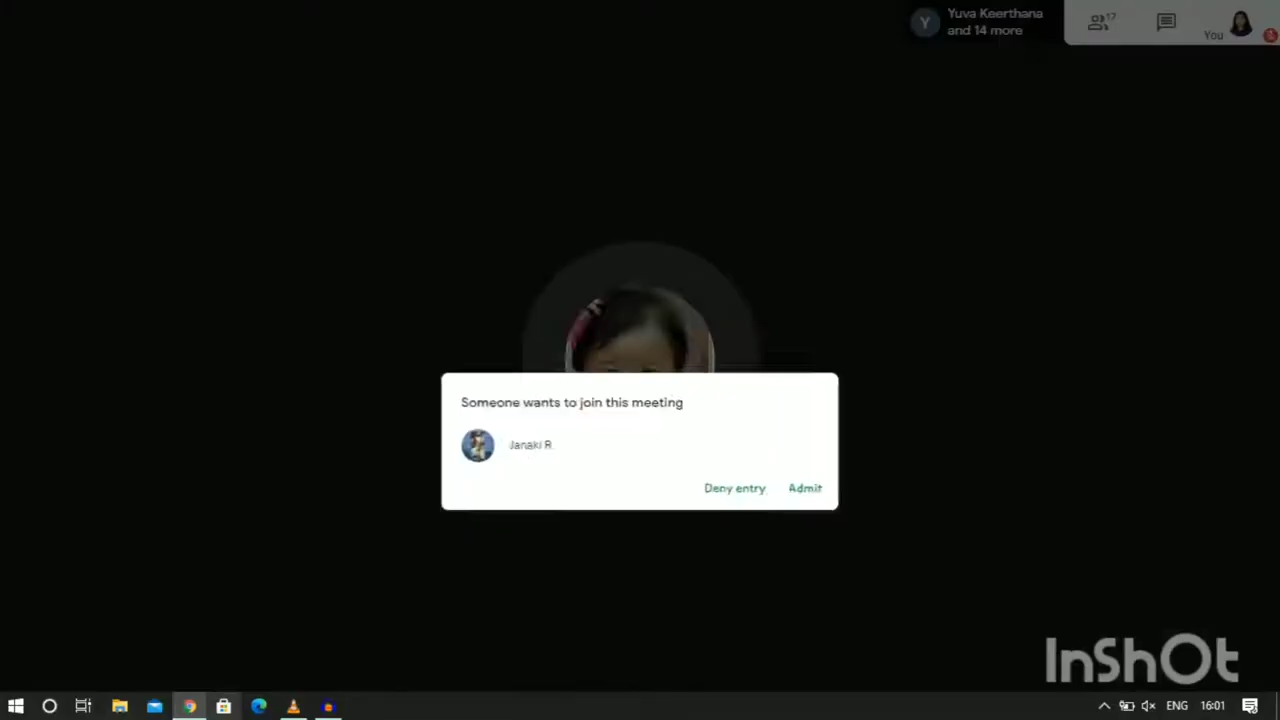 Yuva Keerthana
and 14 more
Y
17
You
Someone wants to join this meeting
Janaki R
Deny entry
Admit
InShOt
ENG
16:01